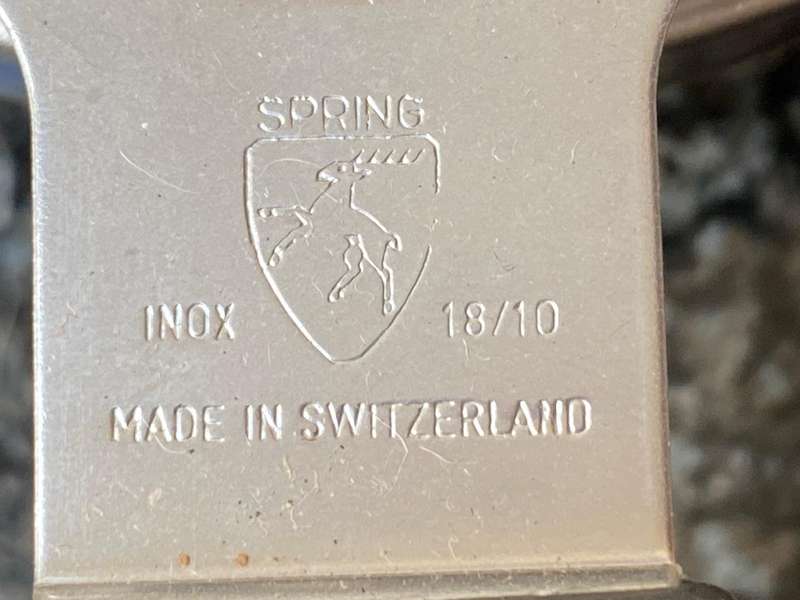 SPRING
INOX 18/10
MADE IN SWITZERLAND